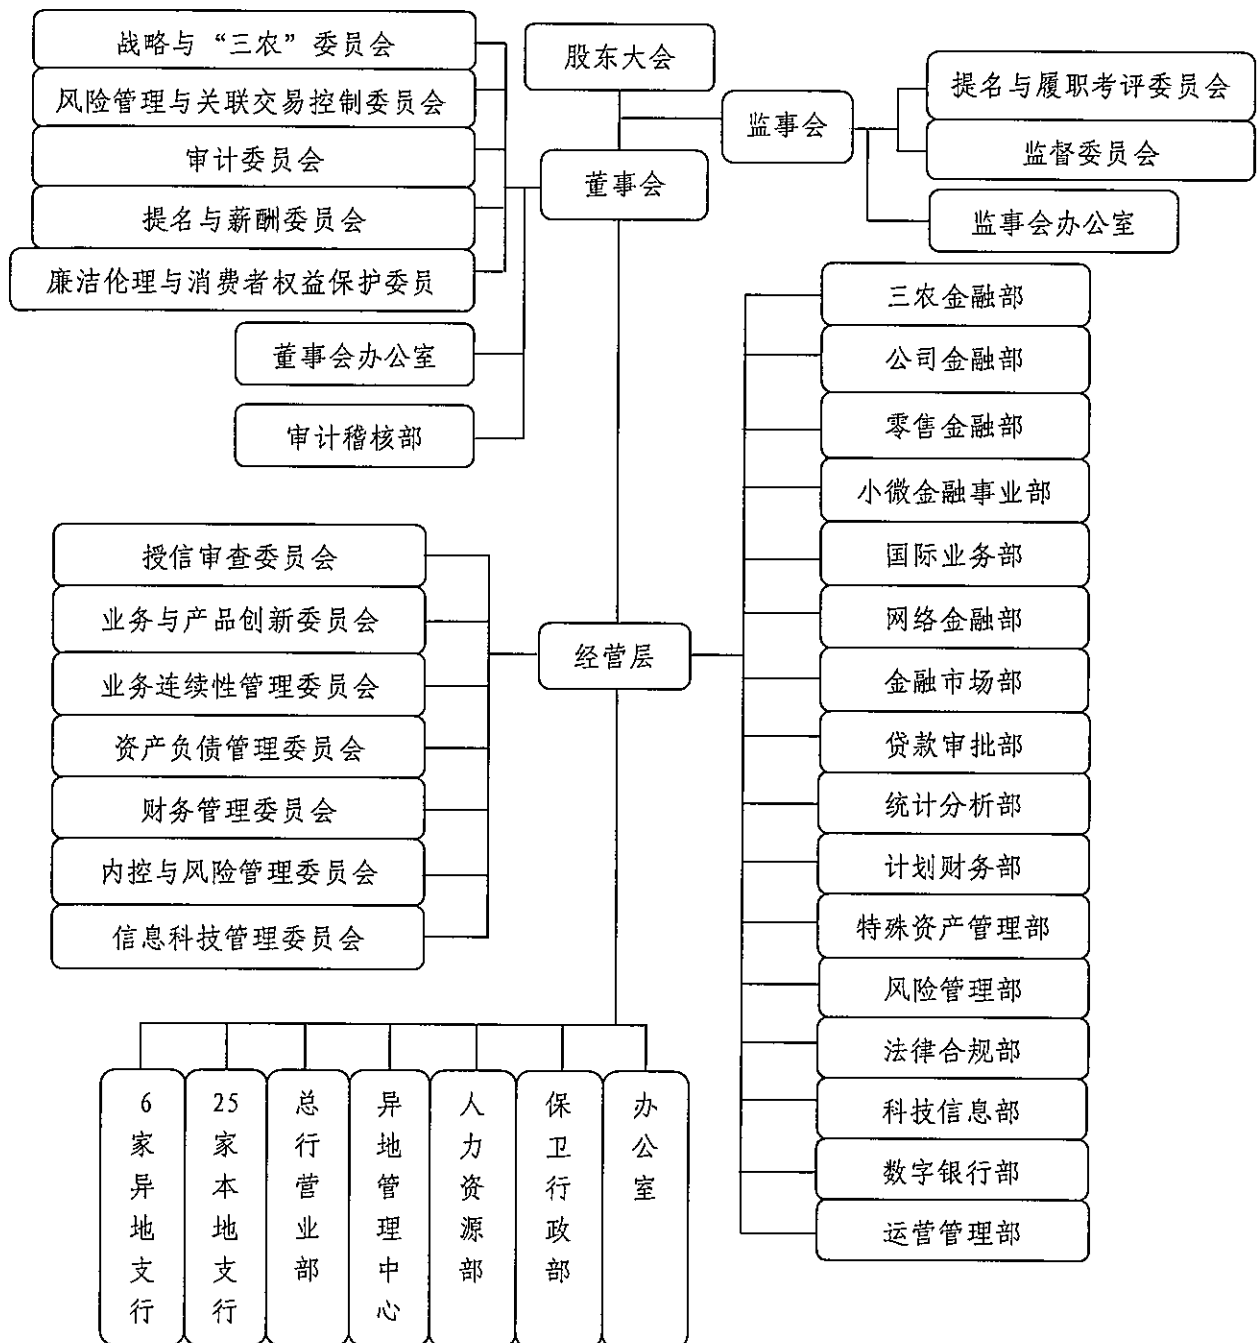 股东大会
监事会
提名与履职考评委员会
监督委员会
监事会办公室
董事会
战略与“三农”委员会
风险管理与关联交易控制委员会
审计委员会
提名与薪酬委员会
廉洁伦理与消费者权益保护委员
董事会办公室
审计稽核部
经营层
授信审查委员会
业务与产品创新委员会
业务连续性管理委员会
资产负债管理委员会
财务管理委员会
内控与风险管理委员会
信息科技管理委员会
三农金融部
公司金融部
零售金融部
小微金融事业部
国际业务部
网络金融部
金融市场部
贷款审批部
统计分析部
计划财务部
特殊资产管理部
风险管理部
法律合规部
科技信息部
数字银行部
运营管理部
6家异地支行
25家本地支行
总行营业部
异地管理中心
人力资源部
保卫行政部
办公室